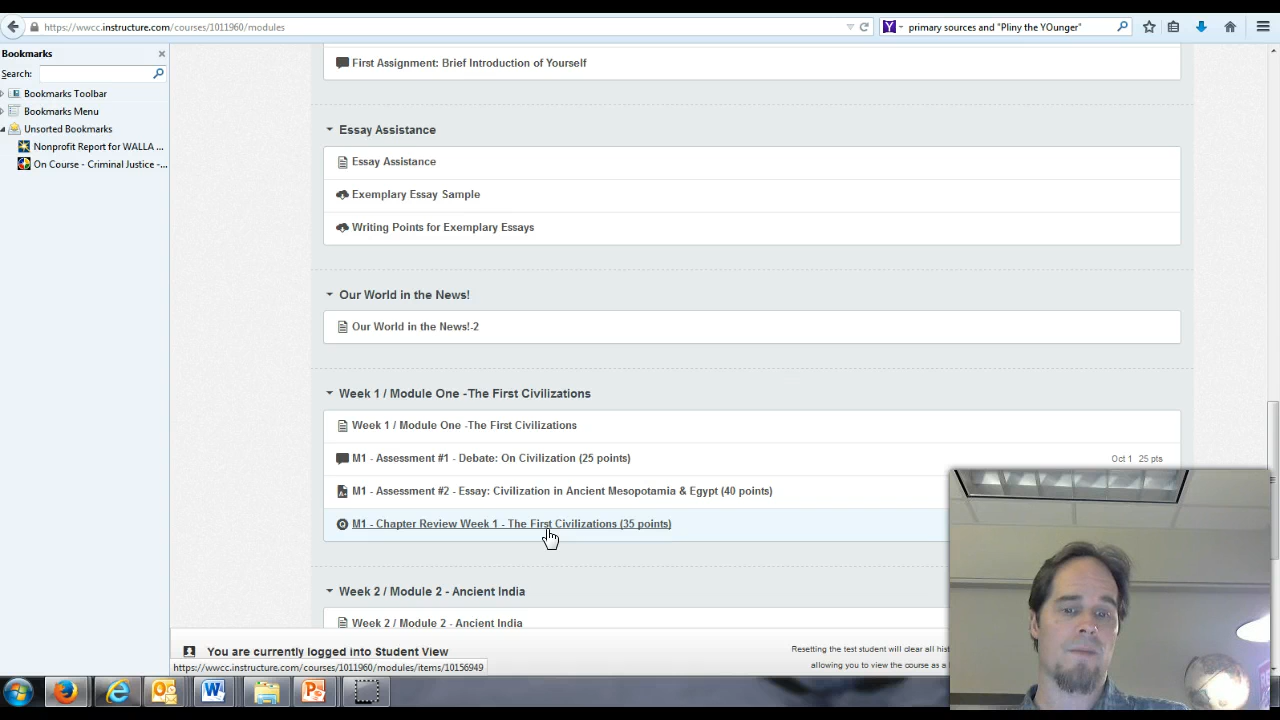 https://wwcc.instructure.com/courses/1011960/modules
primary sources and "Pliny the YOunger"
Bookmarks
Search:
Bookmarks Toolbar
Bookmarks Menu
Unsorted Bookmarks
Nonprofit Report for WALLA ...
On Course - Criminal Justice -...
First Assignment: Brief Introduction of Yourself
Essay Assistance
Essay Assistance
Exemplary Essay Sample
Writing Points for Exemplary Essays
Our World in the News!
Our World in the News!-2
Week 1 / Module One -The First Civilizations
Week 1 / Module One -The First Civilizations
M1 - Assessment #1 - Debate: On Civilization (25 points)
Oct 1 25 pts
M1 - Assessment #2 - Essay: Civilization in Ancient Mesopotamia & Egypt (40 points)
M1 - Chapter Review Week 1 - The First Civilizations (35 points)
Week 2 / Module 2 - Ancient India
Week 2 / Module 2 - Ancient India
You are currently logged into Student View
Resetting the test student will clear all his
allowing you to view the course as a
https://wwcc.instructure.com/courses/1011960/modules/items/10156949